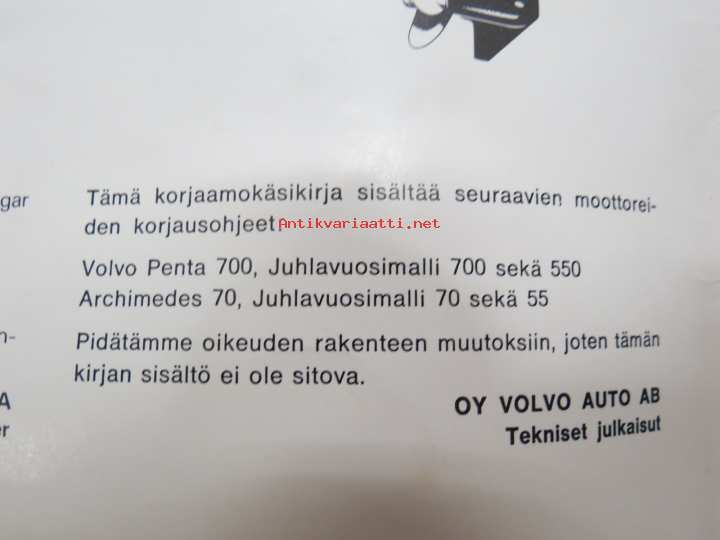 gar
Tämä korjaamokäsikirja sisältää seuraavien moottorei-
den korjausohjeet
Antikvariaatti.net
Volvo Penta 700, Juhlavuosimalli 700 sekä 550
Archimedes 70, Juhlavuosimalli 70 sekä 55
n-
Pidätämme oikeuden rakenteen muutoksiin, joten tämän
kirjan sisältö ei ole sitova.
A
OY VOLVO AUTO AB
er
Tekniset julkaisut